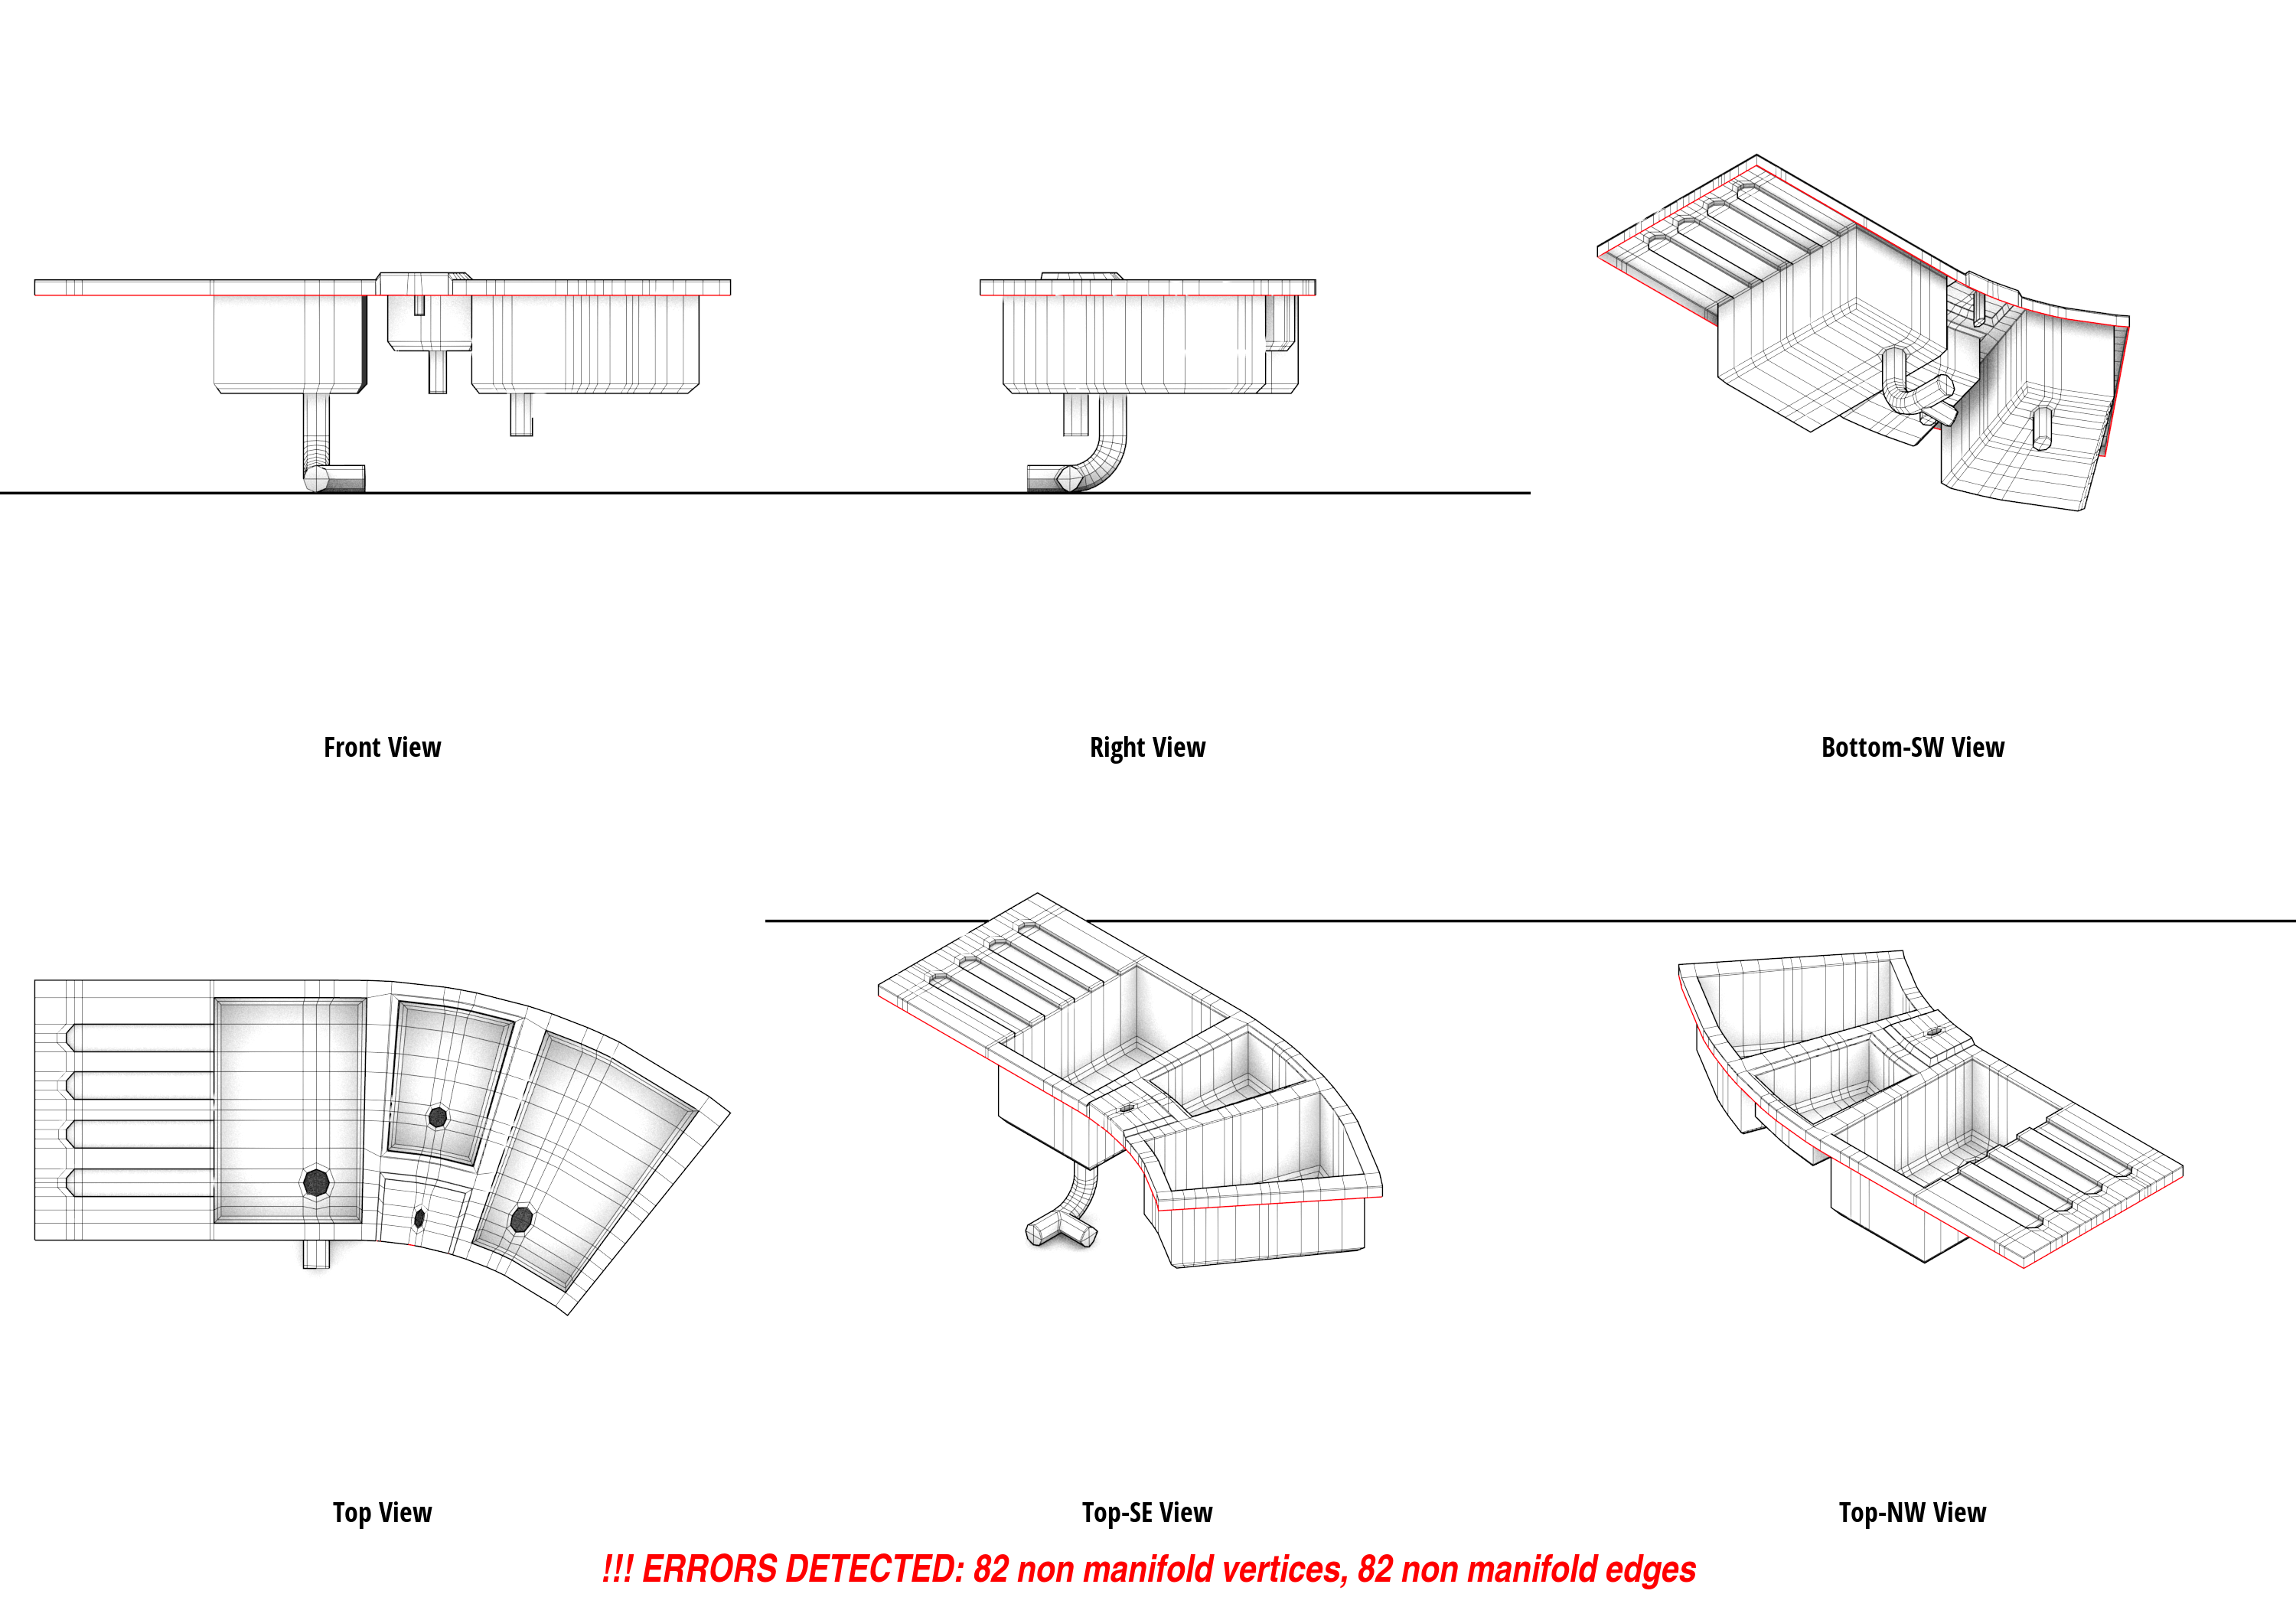 Front View
Right View
Bottom-SW View
Top View
Top-SE View
Top-NW View
!!! ERRORS DETECTED: 82 non manifold vertices, 82 non manifold edges